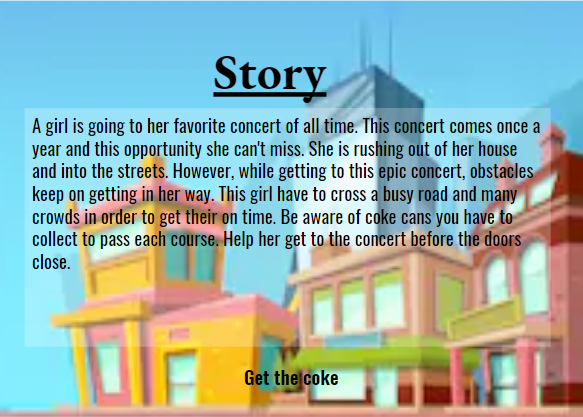 Story
A girl is going to her favorite concert of all time. This concert comes once a
year and this opportunity she can't miss. She is rushing out of her house
and into the streets. However, while getting to this epic concert, obstacles
keep on getting in her way. This girl have to cross a busy road and many
crowds in order to get their on time. Be aware of coke cans you have to
collect to pass each course. Help her get to the concert before the doors
close.
Get the coke